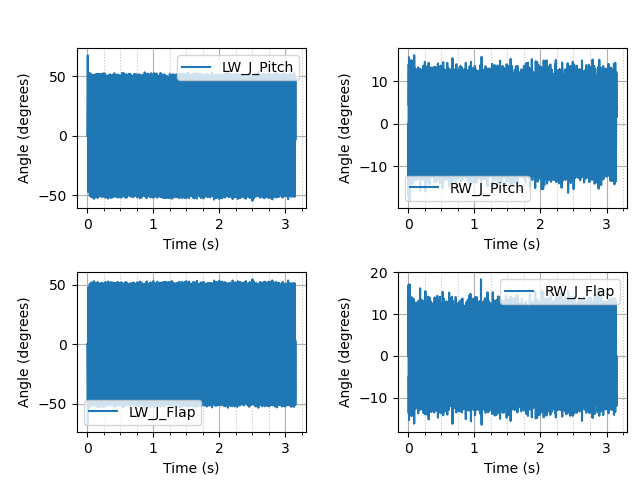 50
0
−50
Angle (degrees)
LW_J_Pitch
0
1
2
3
Time (s)
10
0
−10
Angle (degrees)
RW_J_Pitch
0
1
2
3
Time (s)
50
0
−50
Angle (degrees)
LW_J_Flap
0
1
2
3
Time (s)
20
10
0
−10
Angle (degrees)
RW_J_Flap
0
1
2
3
Time (s)